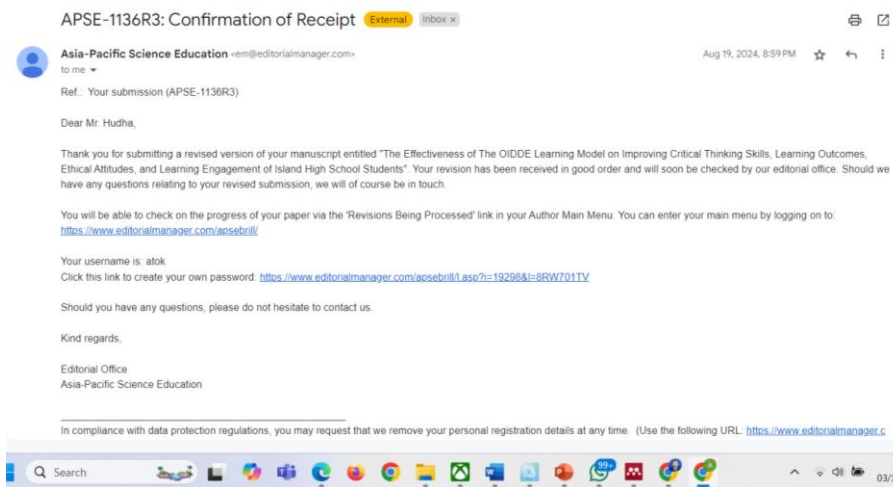 APSE-1136R3: Confirmation of Receipt External Inbox ×
Asia-Pacific Science Education <em@editorialmanager.com> Aug 19, 2024, 8:59 PM
to me
Ref.: Your submission (APSE-1136R3)
Dear Mr. Hudha,
Thank you for submitting a revised version of your manuscript entitled "The Effectiveness of The OIDDE Learning Model on Improving Critical Thinking Skills, Learning Outcomes,
Ethical Attitudes, and Learning Engagement of Island High School Students". Your revision has been received in good order and will soon be checked by our editorial office. Should we
have any questions relating to your revised submission, we will of course be in touch.
You will be able to check on the progress of your paper via the 'Revisions Being Processed' link in your Author Main Menu. You can enter your main menu by logging on to:
https://www.editorialmanager.com/apsebrill/
Your username is: atok
Click this link to create your own password: https://www.editorialmanager.com/apsebrill/l.asp?i=19298&l=8RW701TV
Should you have any questions, please do not hesitate to contact us.
Kind regards,
Editorial Office
Asia-Pacific Science Education
In compliance with data protection regulations, you may request that we remove your personal registration details at any time. (Use the following URL: https://www.editorialmanager.c
Search 99+ 03/